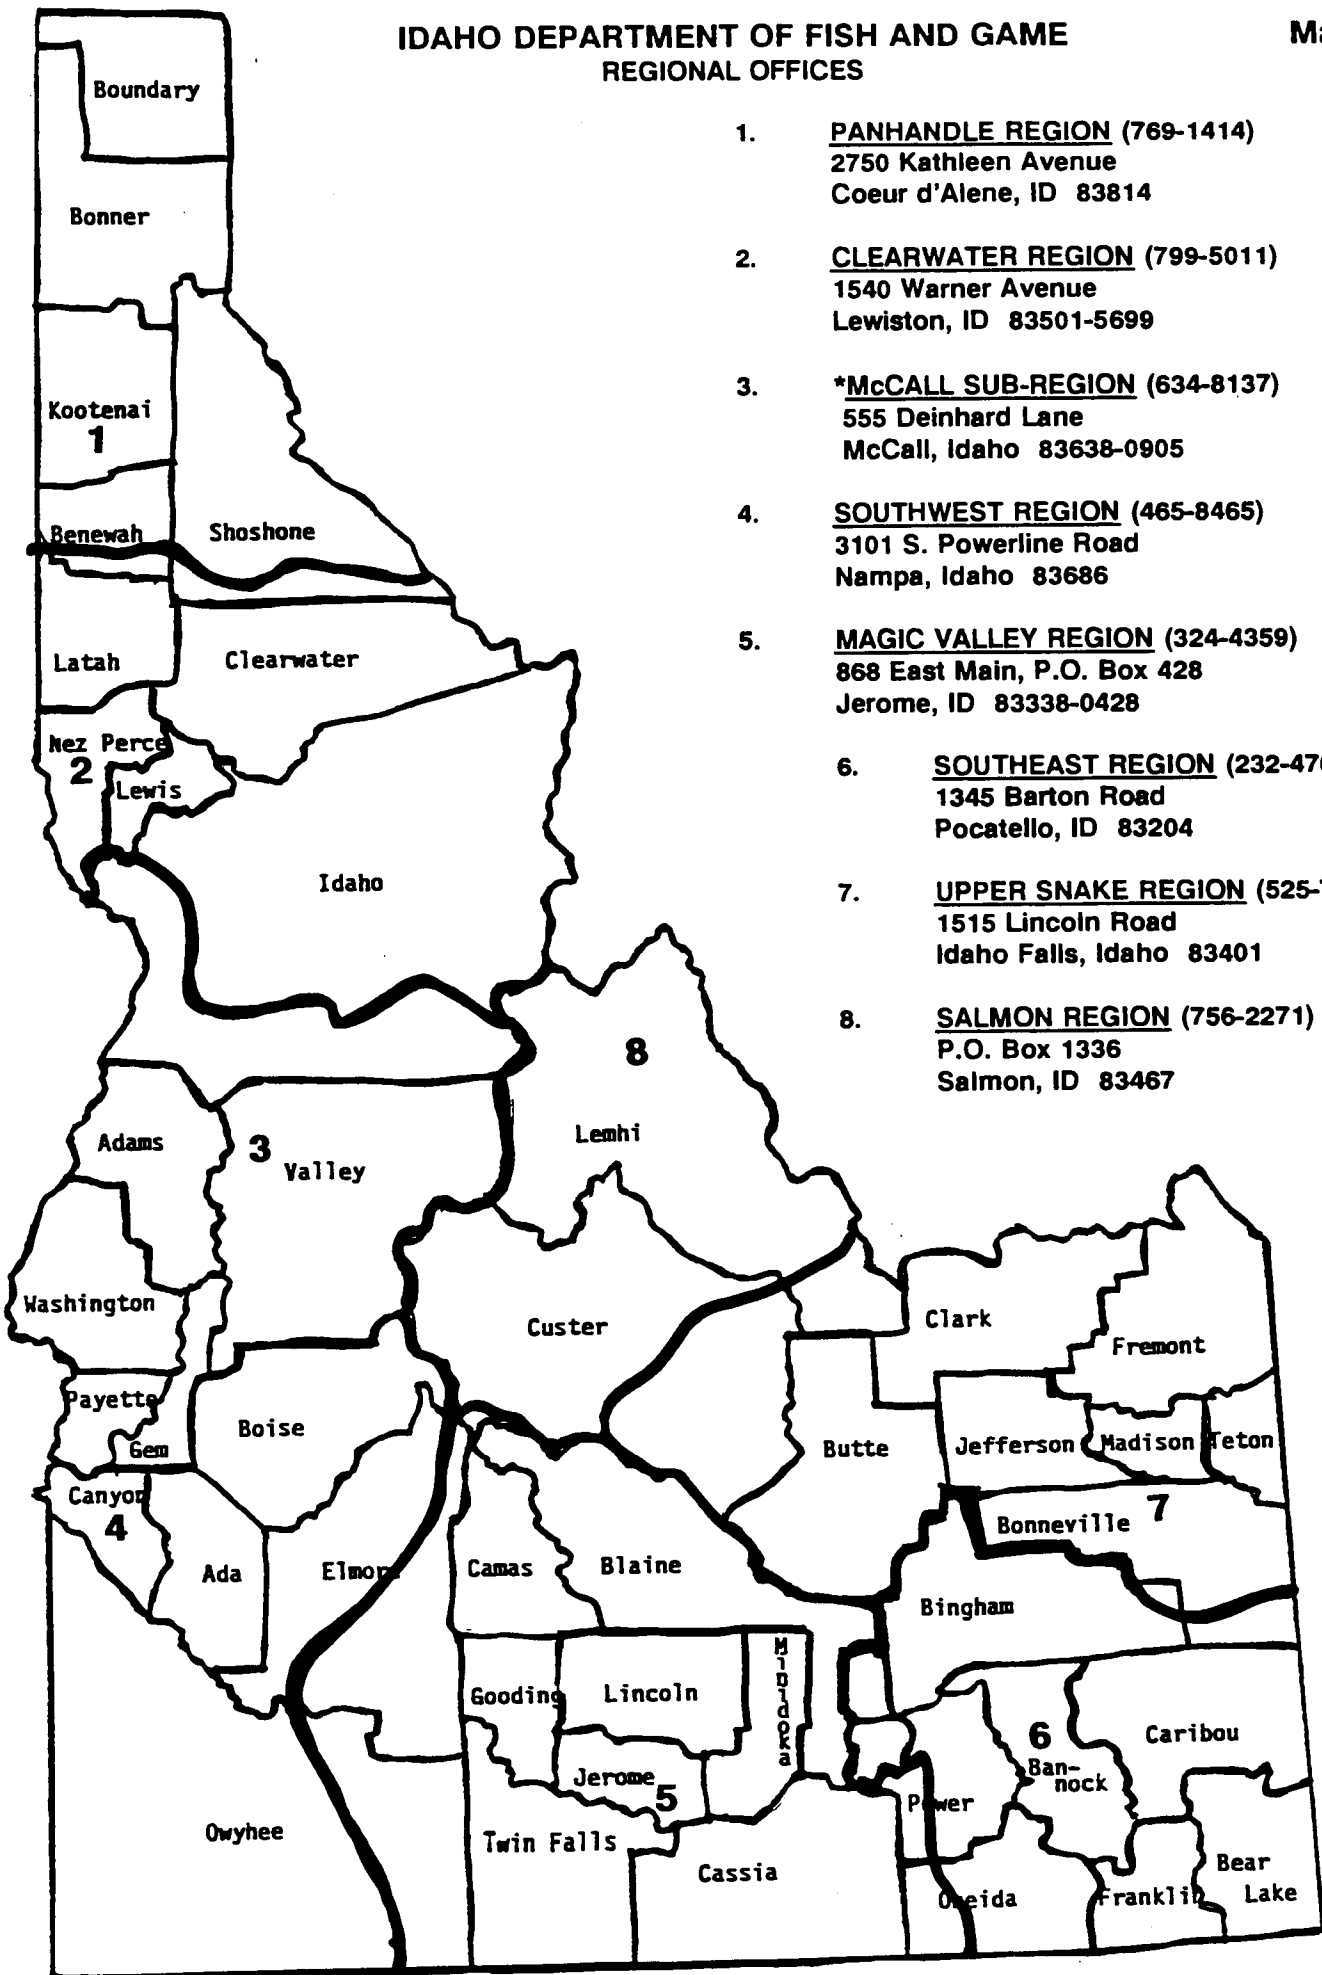 IDAHO DEPARTMENT OF FISH AND GAME
REGIONAL OFFICES
1. PANHANDLE REGION (769-1414)
2750 Kathleen Avenue
Coeur d'Alene, ID 83814
2. CLEARWATER REGION (799-5011)
1540 Warner Avenue
Lewiston, ID 83501-5699
3. *McCALL SUB-REGION (634-8137)
555 Deinhard Lane
McCall, Idaho 83638-0905
4. SOUTHWEST REGION (465-8465)
3101 S. Powerline Road
Nampa, Idaho 83686
5. MAGIC VALLEY REGION (324-4359)
868 East Main, P.O. Box 428
Jerome, ID 83338-0428
6. SOUTHEAST REGION
1345 Barton Road
Pocatello, ID 83204
7. UPPER SNAKE REGION
1515 Lincoln Road
Idaho Falls, Idaho 83401
8. SALMON REGION (756-2271)
P.O. Box 1336
Salmon, ID 83467
Boundary
Bonner
Kootenai
1
Benewah
Shoshone
Latah
Clearwater
Nez Perce
2
Lewis
Idaho
8
Lemhi
Adams
3
Valley
Washington
Custer
Clark
Fremont
Payette
Gem
Boise
Butte
Jefferson
Madison
Teton
Canyon
4
Ada
Elmore
Camas
Blaine
Bonneville
7
Bingham
Gooding
Lincoln
Minidoka
Jerome
5
6
Ban-
nock
Caribou
Power
Owyhee
Twin Falls
Cassia
Oneida
Franklin
Bear
Lake